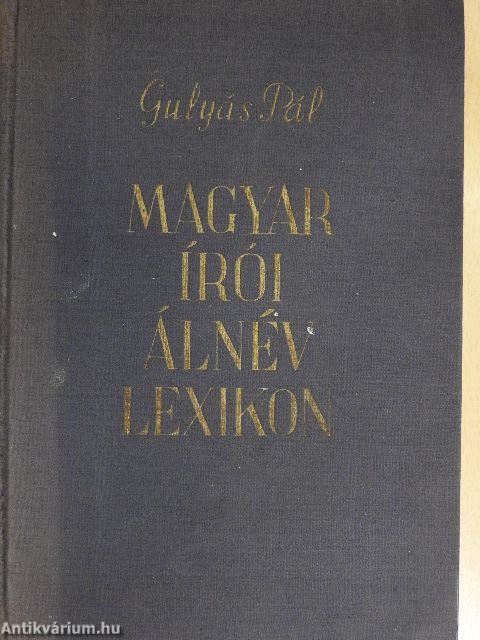 Gulyás Pál
MAGYAR
ÍRÓI
ÁLNÉV
LEXIKON
Antikvárium.hu